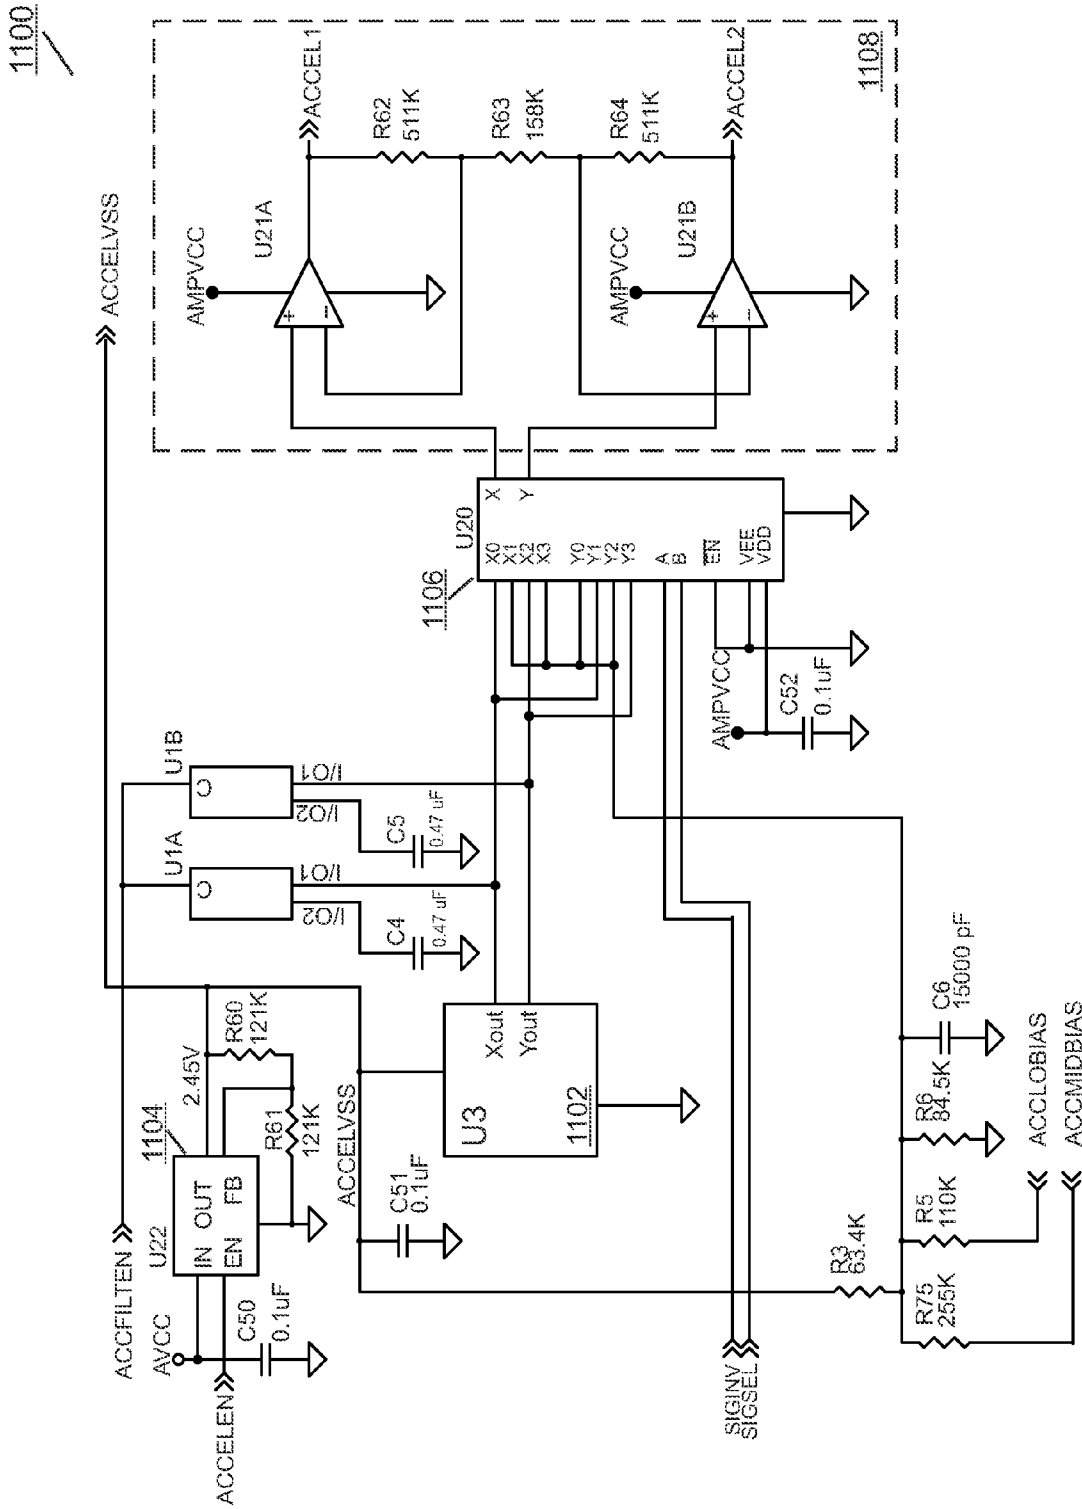 1100
ACCELVSS
ACCFILTEN
AVCC
ACCELEN
C50
0.1uF
U22
IN OUT
EN FB
1104
2.45V
R60
121K
R61
121K
ACCELVSS
C51
0.1uF
U3
1102
Xout
Yout
U1A
C
I/O1
I/O2
C4
0.47 uF
U1B
C
I/O1
I/O2
C5
0.47 uF
1106
U20
X0
X1
X2
X3
Y0
Y1
Y2
Y3
A
B
EN
VEE
VDD
X
Y
AMPVCC
C52
0.1uF
AMPVCC
U21A
+
−
ACCEL1
R62
511K
R63
158K
R64
511K
AMPVCC
U21B
+
−
ACCEL2
1108
SIGINV
SIGSEL
R3
63.4K
R75
255K
R5
110K
R6
84.5K
C6
15000 pF
ACCLOBIAS
ACCMIDBIAS